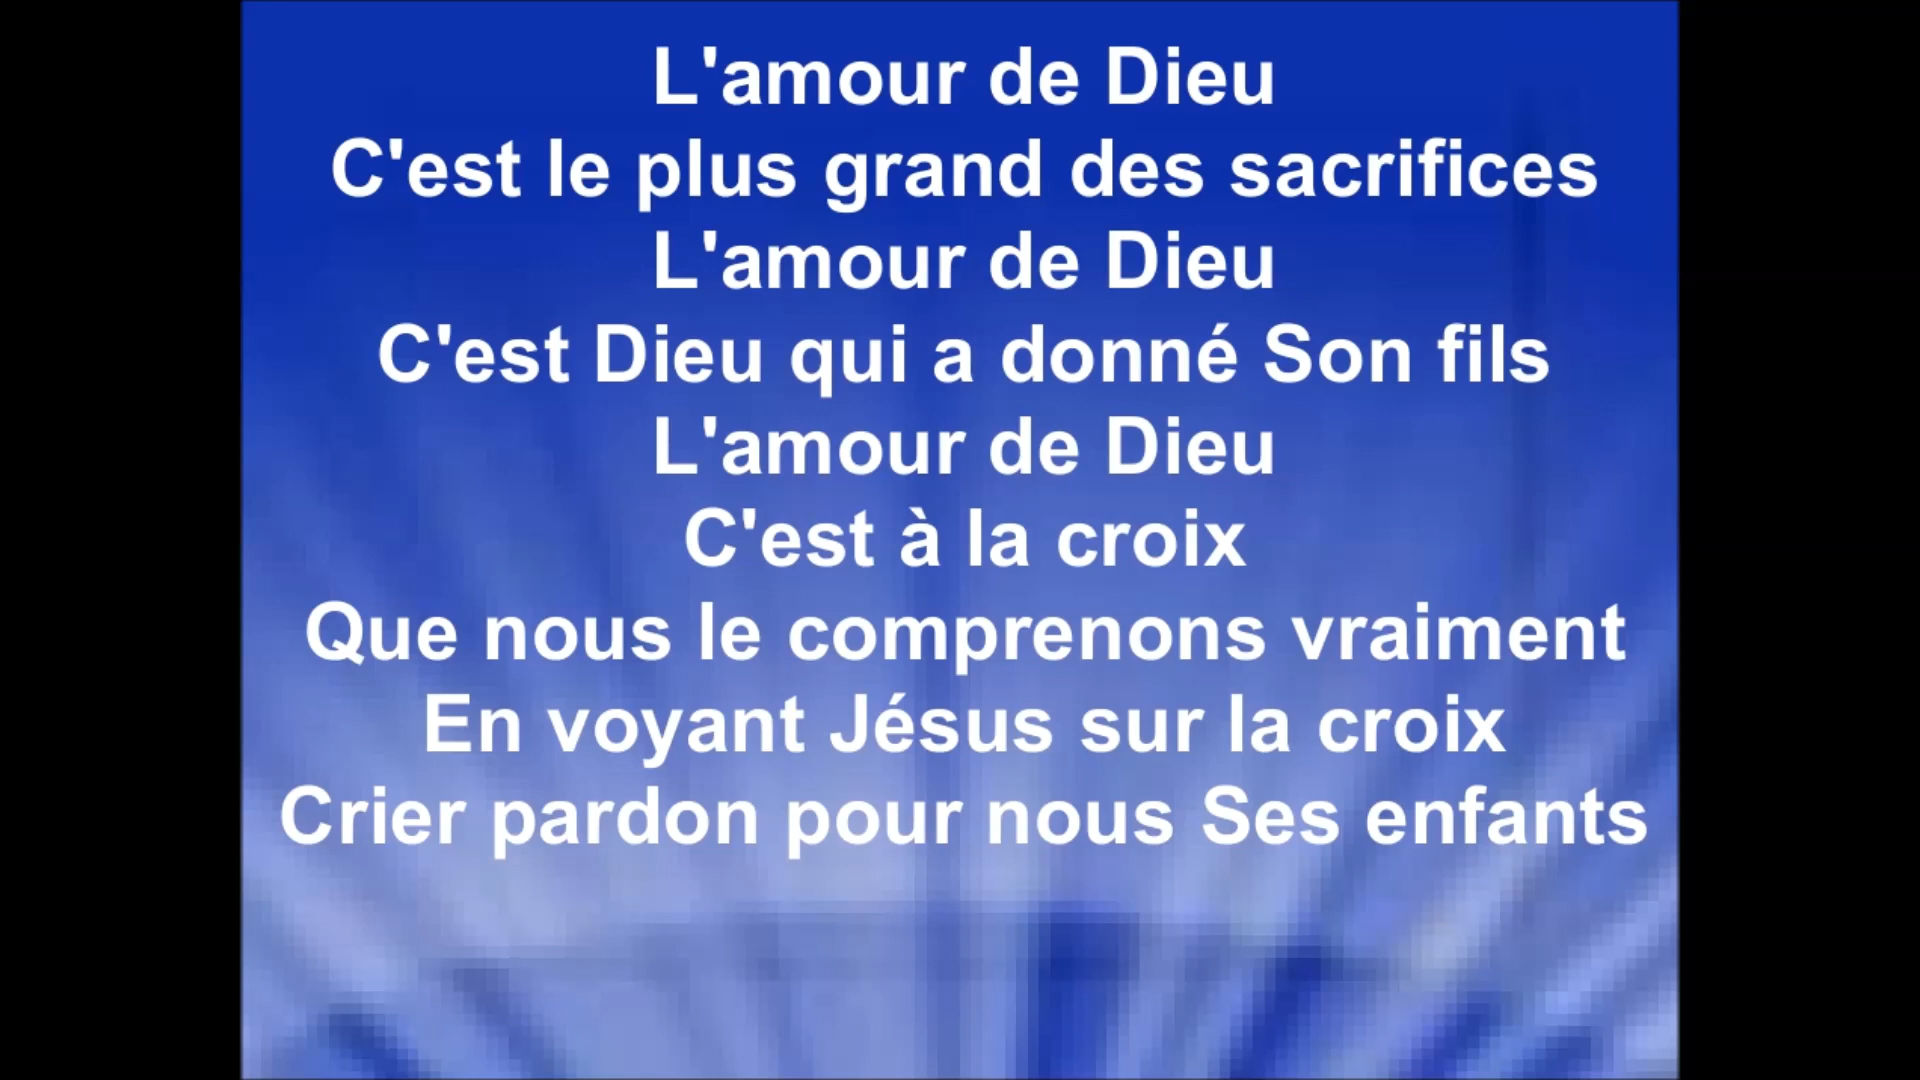 L'amour de Dieu
C'est le plus grand des sacrifices
L'amour de Dieu
C'est Dieu qui a donné Son fils
L'amour de Dieu
C'est à la croix
Que nous le comprenons vraiment
En voyant Jésus sur la croix
Crier pardon pour nous Ses enfants